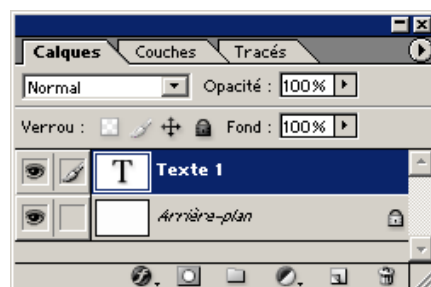 Calques Couches Tracés
Normal Opacité : 100%
Verrou : Fond : 100%
T Texte 1
Arrière-plan